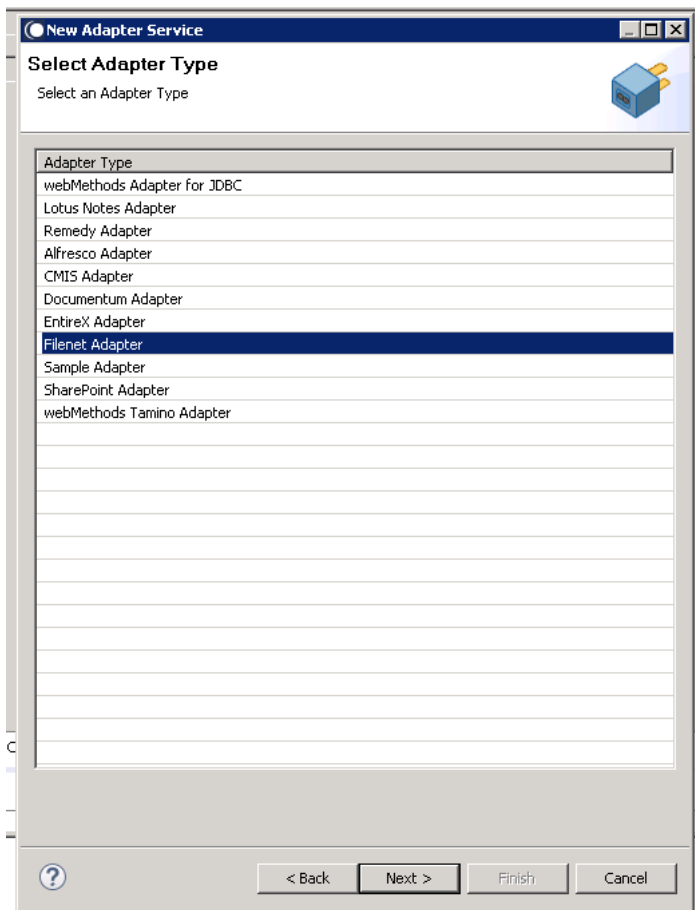 New Adapter Service
Select Adapter Type
Select an Adapter Type
Adapter Type
webMethods Adapter for JDBC
Lotus Notes Adapter
Remedy Adapter
Alfresco Adapter
CMIS Adapter
Documentum Adapter
EntireX Adapter
Filenet Adapter
Sample Adapter
SharePoint Adapter
webMethods Tamino Adapter
? < Back Next > Finish Cancel